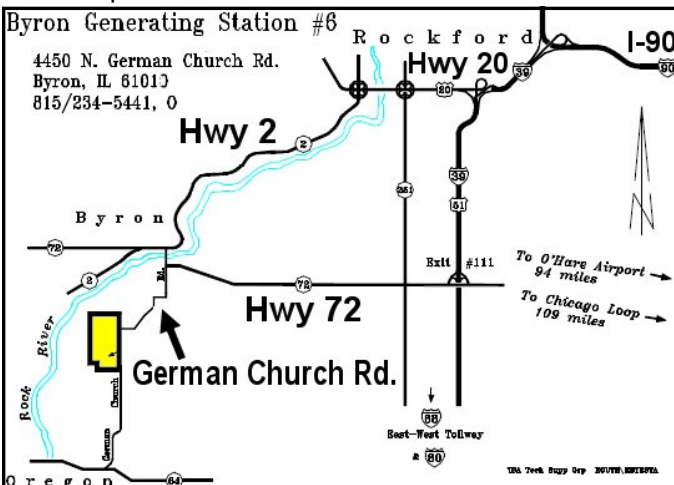 Byron Generating Station #6
4450 N. German Church Rd.
Byron, IL 61010
815/234-5441, O
Rockford
I-90
Hwy 20
39
90
20
Hwy 2
2
251
39
51
Byron
72
Rd.
2
Exit #111
To O'Hare Airport
94 miles
72
Hwy 72
To Chicago Loop
109 miles
Rock River
German Church Rd.
German Church
88
East-West Tollway
& 80
Oregon
64